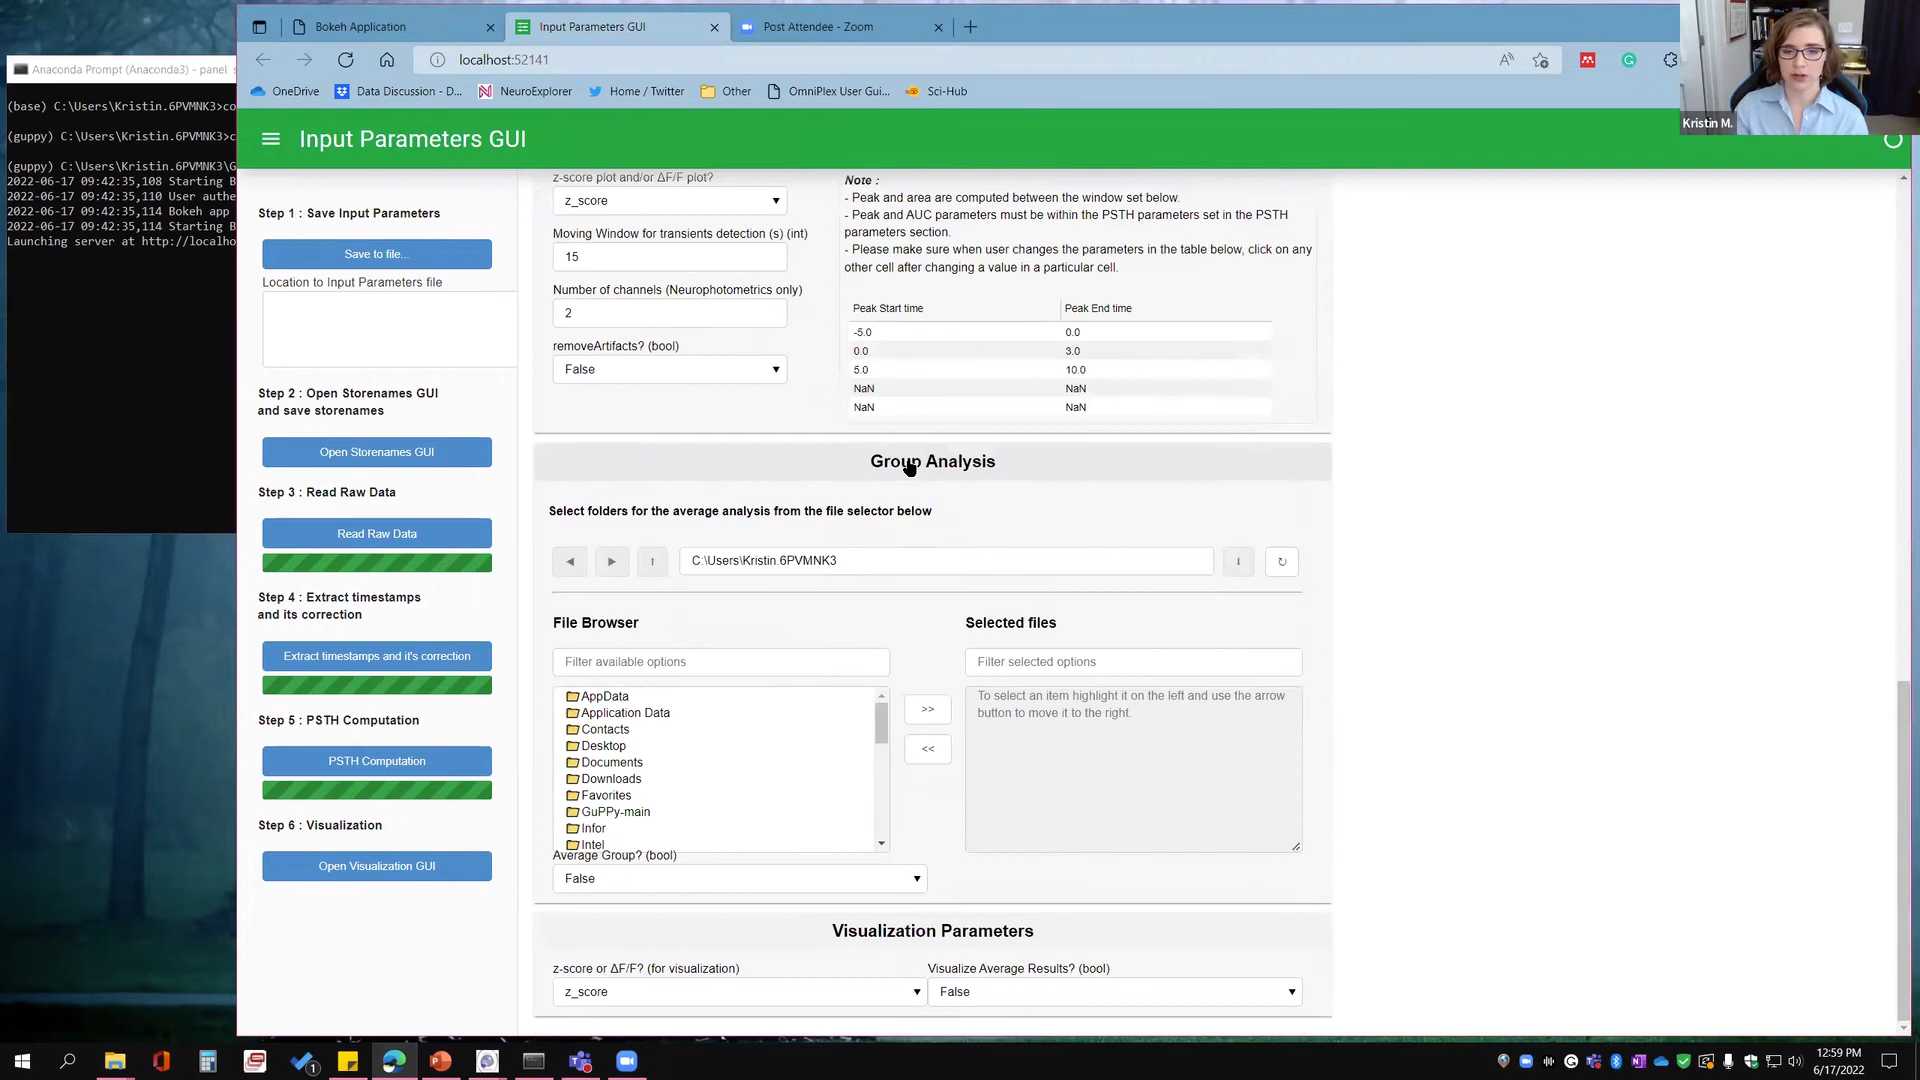 Bokeh Application
Input Parameters GUI
Post Attendee - Zoom
Anaconda Prompt (Anaconda3) - panel s
localhost:52141
OneDrive
Data Discussion - D...
NeuroExplorer
Home / Twitter
Other
OmniPlex User Gui...
Sci-Hub
Kristin M.
(base) C:\Users\Kristin.6PVMNK3>co
(guppy) C:\Users\Kristin.6PVMNK3>c
(guppy) C:\Users\Kristin.6PVMNK3\G
2022-06-17 09:42:35,108 Starting B
2022-06-17 09:42:35,110 User authe
2022-06-17 09:42:35,114 Bokeh app
2022-06-17 09:42:35,114 Starting B
Launching server at http://localho
Input Parameters GUI
Step 1 : Save Input Parameters
Save to file...
Location to Input Parameters file
Step 2 : Open Storenames GUI
and save storenames
Open Storenames GUI
Step 3 : Read Raw Data
Read Raw Data
Step 4 : Extract timestamps
and its correction
Extract timestamps and it's correction
Step 5 : PSTH Computation
PSTH Computation
Step 6 : Visualization
Open Visualization GUI
z-score plot and/or ΔF/F plot?
z_score
Moving Window for transients detection (s) (int)
15
Number of channels (Neurophotometrics only)
2
removeArtifacts? (bool)
False
Note :
- Peak and area are computed between the window set below.
- Peak and AUC parameters must be within the PSTH parameters set in the PSTH
parameters section.
- Please make sure when user changes the parameters in the table below, click on any
other cell after changing a value in a particular cell.
Peak Start time Peak End time
-5.0 0.0
0.0 3.0
5.0 10.0
NaN NaN
NaN NaN
Group Analysis
Select folders for the average analysis from the file selector below
C:\Users\Kristin.6PVMNK3
File Browser
Filter available options
AppData
Application Data
Contacts
Desktop
Documents
Downloads
Favorites
GuPPy-main
Infor
Intel
>>
<<
Selected files
Filter selected options
To select an item highlight it on the left and use the arrow
button to move it to the right.
Average Group? (bool)
False
Visualization Parameters
z-score or ΔF/F? (for visualization)
z_score
Visualize Average Results? (bool)
False
12:59 PM
6/17/2022